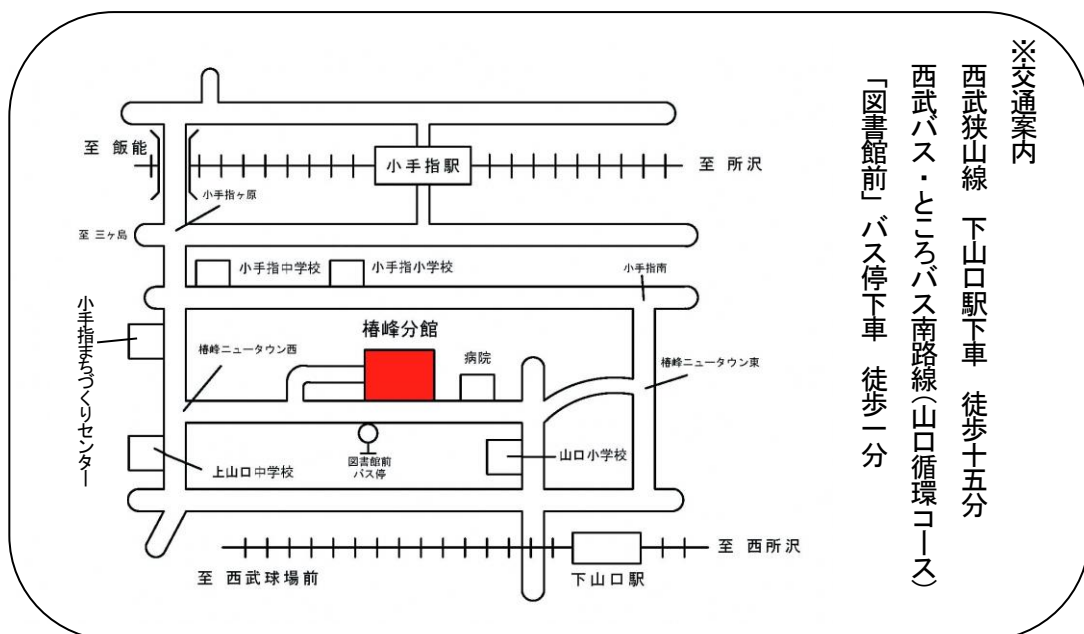 ※交通案内
西武狭山線　下山口駅下車　徒歩十五分
西武バス・ところバス南路線（山口循環コース）
「図書館前」バス停下車　徒歩一分
至 飯能
小手指駅
至 所沢
小手指ヶ原
至 三ヶ島
小手指中学校
小手指小学校
小手指南
小手指まちづくりセンター
椿峰分館
椿峰ニュータウン西
病院
椿峰ニュータウン東
上山口中学校
図書館前
バス停
山口小学校
至 西武球場前
下山口駅
至 西所沢